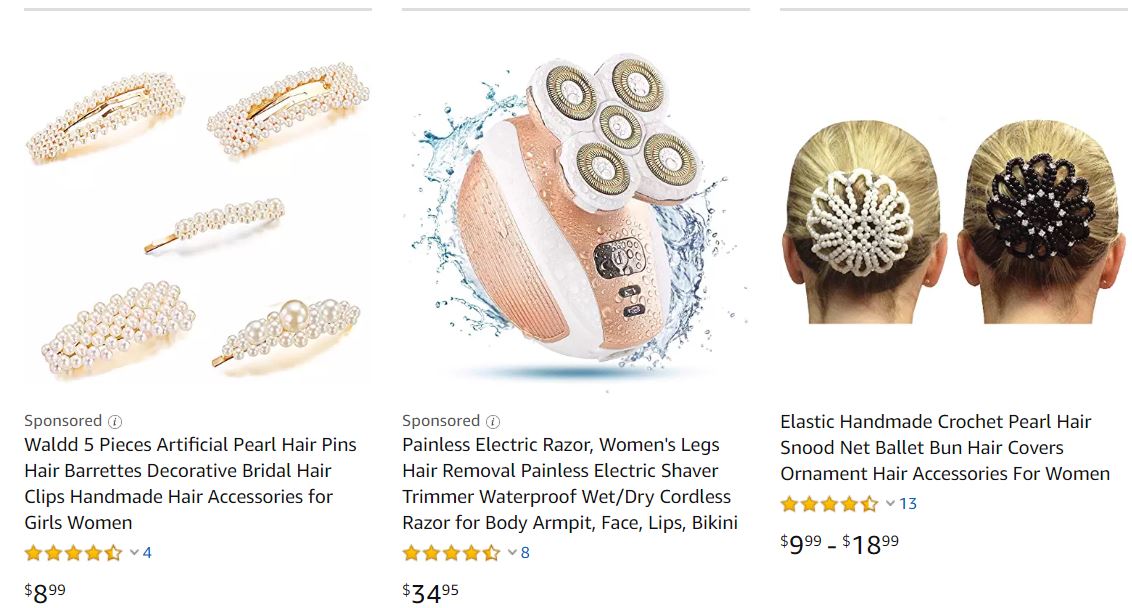 Sponsored
Waldd 5 Pieces Artificial Pearl Hair Pins
Hair Barrettes Decorative Bridal Hair
Clips Handmade Hair Accessories for
Girls Women
4
$8.99
Sponsored
Painless Electric Razor, Women's Legs
Hair Removal Painless Electric Shaver
Trimmer Waterproof Wet/Dry Cordless
Razor for Body Armpit, Face, Lips, Bikini
8
$34.95
Elastic Handmade Crochet Pearl Hair
Snood Net Ballet Bun Hair Covers
Ornament Hair Accessories For Women
13
$9.99 - $18.99